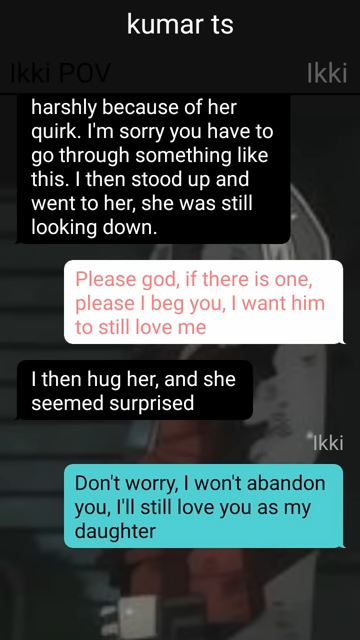 kumar ts
Ikki POV
Ikki
harshly because of her
quirk. I'm sorry you have to
go through something like
this. I then stood up and
went to her, she was still
looking down.
Please god, if there is one,
please I beg you, I want him
to still love me
I then hug her, and she
seemed surprised
Ikki
Don't worry, I won't abandon
you, I'll still love you as my
daughter